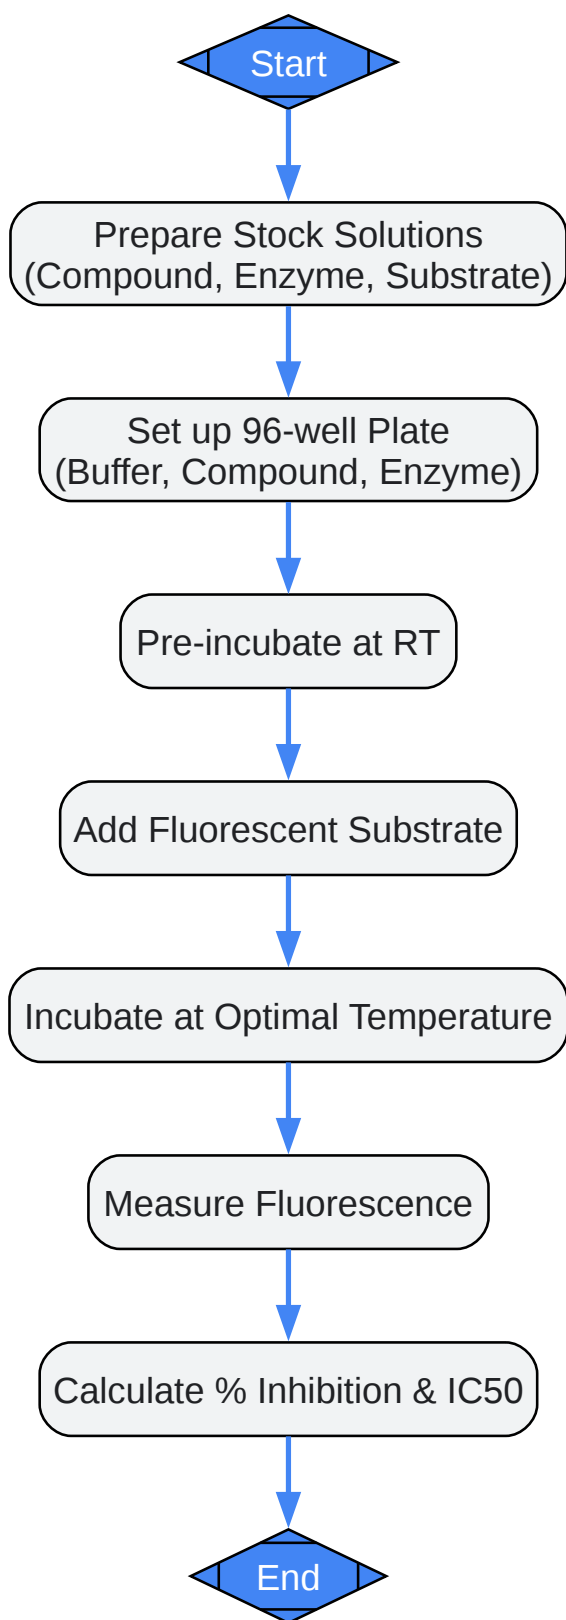 Start
Prepare Stock Solutions
(Compound, Enzyme, Substrate)
Set up 96-well Plate
(Buffer, Compound, Enzyme)
Pre-incubate at RT
Add Fluorescent Substrate
Incubate at Optimal Temperature
Measure Fluorescence
Calculate % Inhibition & IC50
End